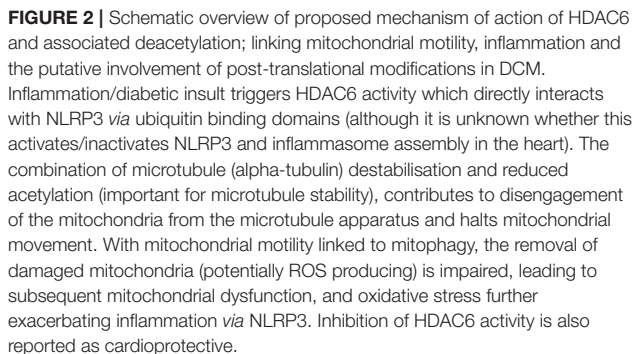 FIGURE 2 | Schematic overview of proposed mechanism of action of HDAC6
and associated deacetylation; linking mitochondrial motility, inflammation and
the putative involvement of post-translational modifications in DCM.
Inflammation/diabetic insult triggers HDAC6 activity which directly interacts
with NLRP3 via ubiquitin binding domains (although it is unknown whether this
activates/inactivates NLRP3 and inflammasome assembly in the heart). The
combination of microtubule (alpha-tubulin) destabilisation and reduced
acetylation (important for microtubule stability), contributes to disengagement
of the mitochondria from the microtubule apparatus and halts mitochondrial
movement. With mitochondrial motility linked to mitophagy, the removal of
damaged mitochondria (potentially ROS producing) is impaired, leading to
subsequent mitochondrial dysfunction, and oxidative stress further
exacerbating inflammation via NLRP3. Inhibition of HDAC6 activity is also
reported as cardioprotective.